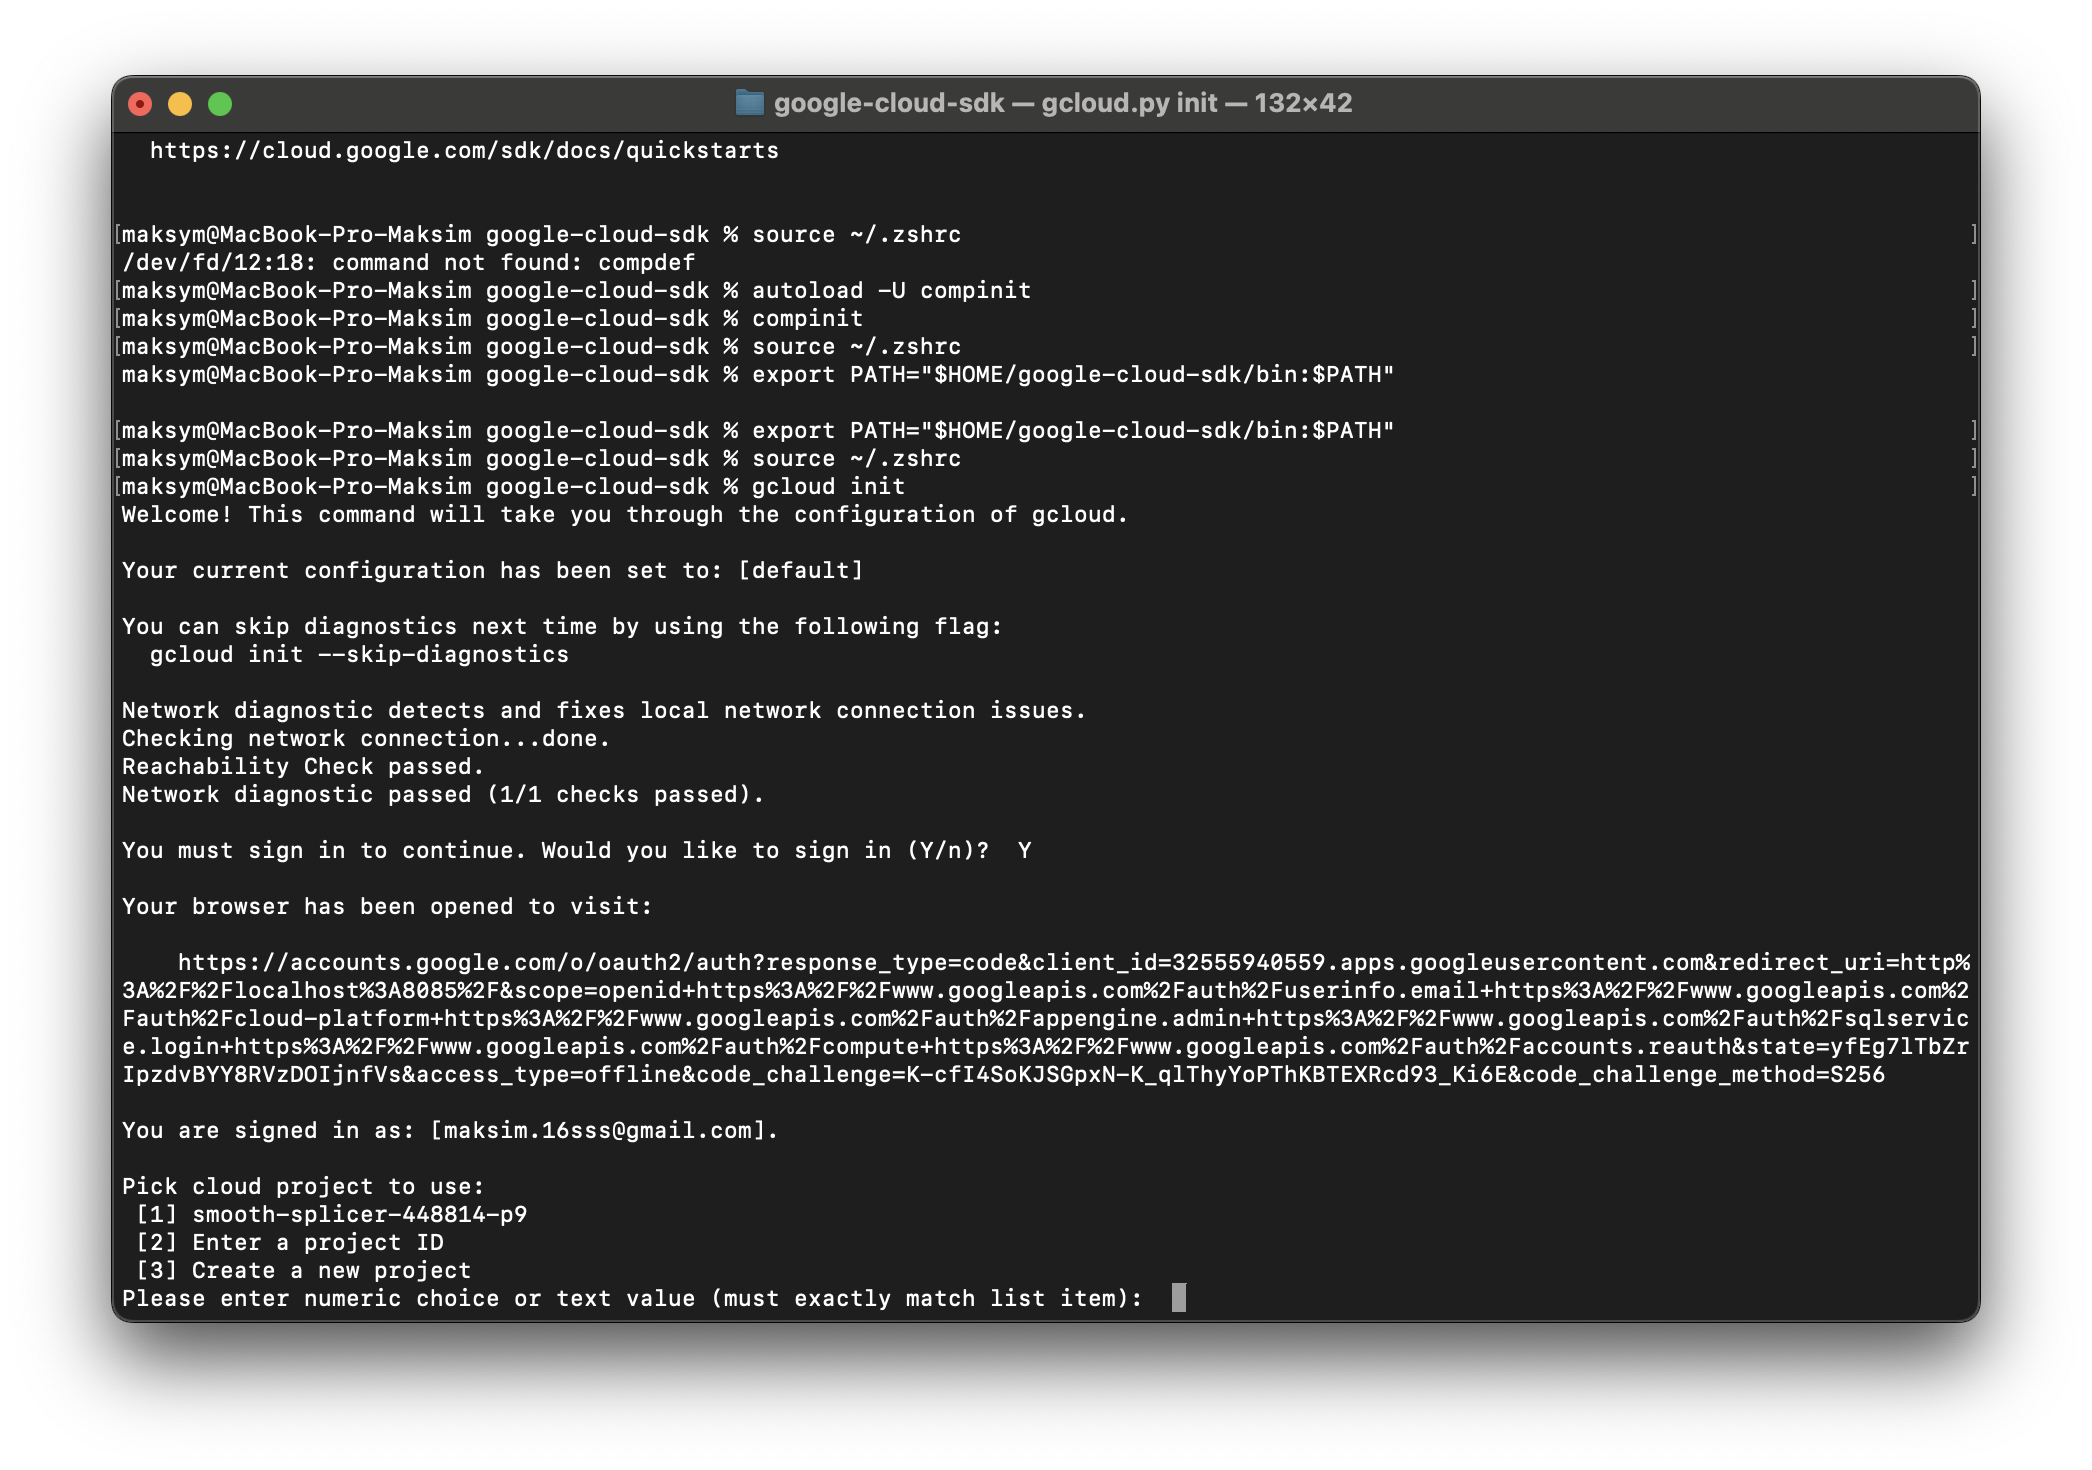 google-cloud-sdk — gcloud.py init — 132×42
https://cloud.google.com/sdk/docs/quickstarts
[maksym@MacBook-Pro-Maksim google-cloud-sdk % source ~/.zshrc ]
/dev/fd/12:18: command not found: compdef
[maksym@MacBook-Pro-Maksim google-cloud-sdk % autoload -U compinit ]
[maksym@MacBook-Pro-Maksim google-cloud-sdk % compinit ]
[maksym@MacBook-Pro-Maksim google-cloud-sdk % source ~/.zshrc ]
maksym@MacBook-Pro-Maksim google-cloud-sdk % export PATH="$HOME/google-cloud-sdk/bin:$PATH"
[maksym@MacBook-Pro-Maksim google-cloud-sdk % export PATH="$HOME/google-cloud-sdk/bin:$PATH" ]
[maksym@MacBook-Pro-Maksim google-cloud-sdk % source ~/.zshrc ]
[maksym@MacBook-Pro-Maksim google-cloud-sdk % gcloud init ]
Welcome! This command will take you through the configuration of gcloud.
Your current configuration has been set to: [default]
You can skip diagnostics next time by using the following flag:
gcloud init --skip-diagnostics
Network diagnostic detects and fixes local network connection issues.
Checking network connection...done.
Reachability Check passed.
Network diagnostic passed (1/1 checks passed).
You must sign in to continue. Would you like to sign in (Y/n)?  Y
Your browser has been opened to visit:
https://accounts.google.com/o/oauth2/auth?response_type=code&client_id=32555940559.apps.googleusercontent.com&redirect_uri=http%
3A%2F%2Flocalhost%3A8085%2F&scope=openid+https%3A%2F%2Fwww.googleapis.com%2Fauth%2Fuserinfo.email+https%3A%2F%2Fwww.googleapis.com%2
Fauth%2Fcloud-platform+https%3A%2F%2Fwww.googleapis.com%2Fauth%2Fappengine.admin+https%3A%2F%2Fwww.googleapis.com%2Fauth%2Fsqlservic
e.login+https%3A%2F%2Fwww.googleapis.com%2Fauth%2Fcompute+https%3A%2F%2Fwww.googleapis.com%2Fauth%2Faccounts.reauth&state=yfEg7lTbZr
IpzdvBYY8RVzDOIjnfVs&access_type=offline&code_challenge=K-cfI4SoKJSGpxN-K_qlThyYoPThKBTEXRcd93_Ki6E&code_challenge_method=S256
You are signed in as: [maksim.16sss@gmail.com].
Pick cloud project to use:
[1] smooth-splicer-448814-p9
[2] Enter a project ID
[3] Create a new project
Please enter numeric choice or text value (must exactly match list item):